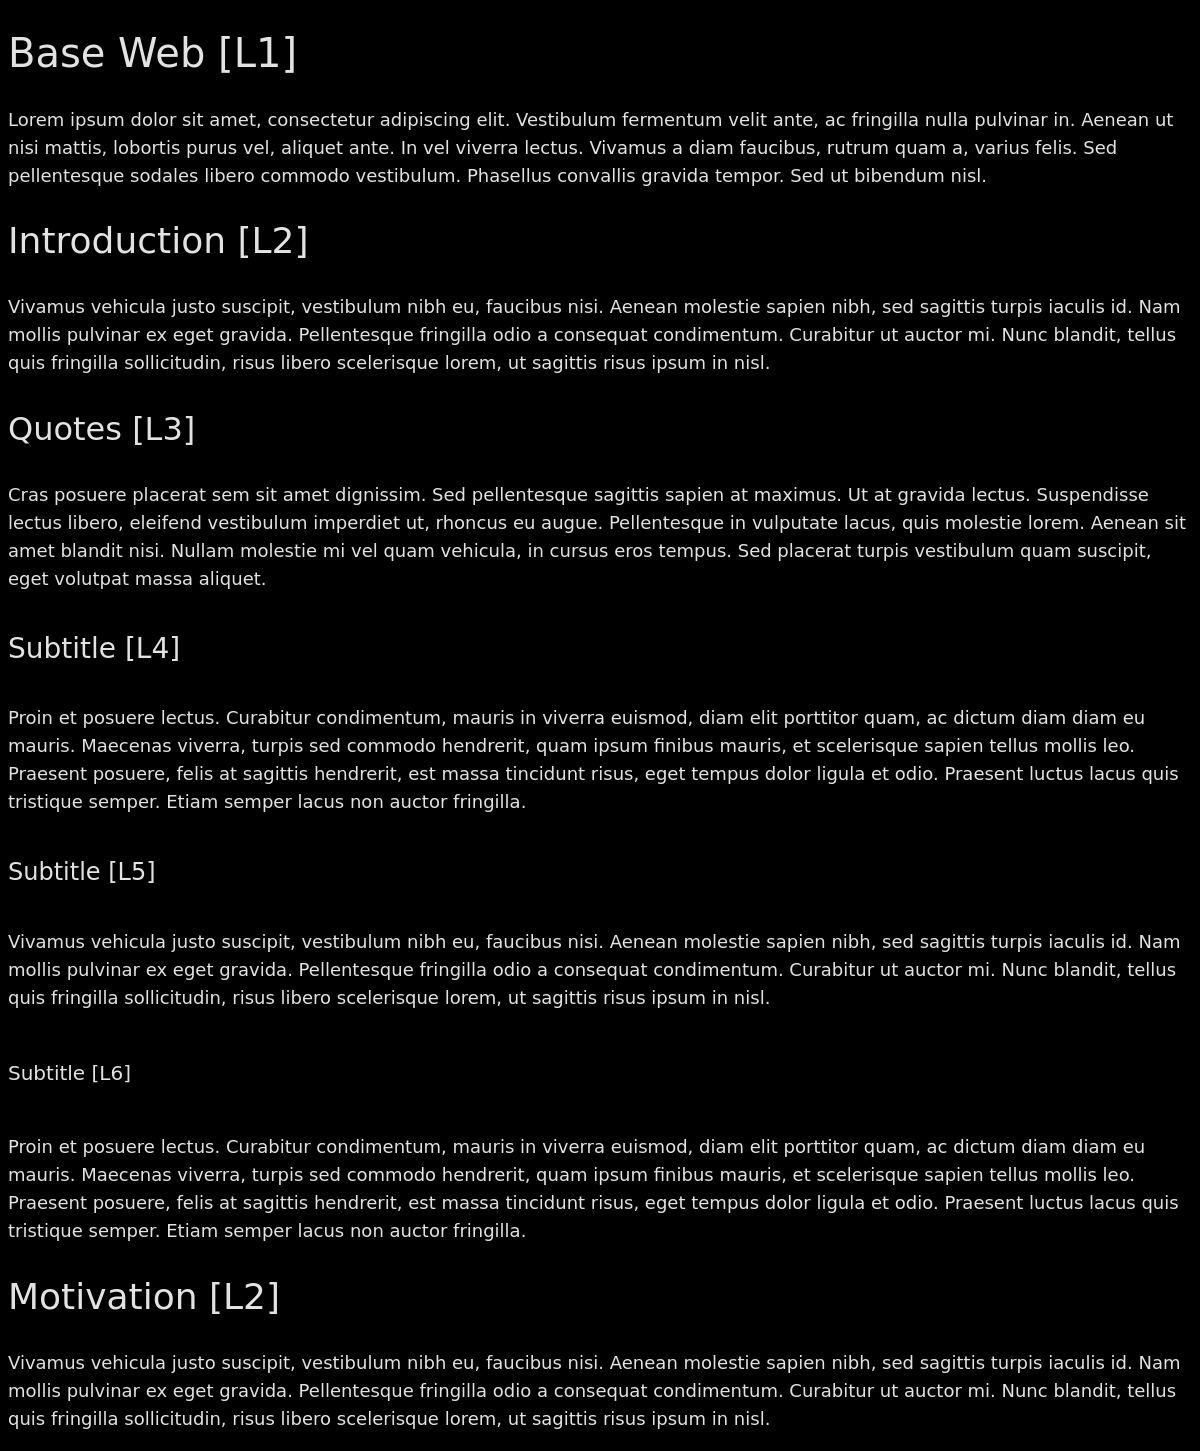 Base Web [L1]
Lorem ipsum dolor sit amet, consectetur adipiscing elit. Vestibulum fermentum velit ante, ac fringilla nulla pulvinar in. Aenean ut
nisi mattis, lobortis purus vel, aliquet ante. In vel viverra lectus. Vivamus a diam faucibus, rutrum quam a, varius felis. Sed
pellentesque sodales libero commodo vestibulum. Phasellus convallis gravida tempor. Sed ut bibendum nisl.
Introduction [L2]
Vivamus vehicula justo suscipit, vestibulum nibh eu, faucibus nisi. Aenean molestie sapien nibh, sed sagittis turpis iaculis id. Nam
mollis pulvinar ex eget gravida. Pellentesque fringilla odio a consequat condimentum. Curabitur ut auctor mi. Nunc blandit, tellus
quis fringilla sollicitudin, risus libero scelerisque lorem, ut sagittis risus ipsum in nisl.
Quotes [L3]
Cras posuere placerat sem sit amet dignissim. Sed pellentesque sagittis sapien at maximus. Ut at gravida lectus. Suspendisse
lectus libero, eleifend vestibulum imperdiet ut, rhoncus eu augue. Pellentesque in vulputate lacus, quis molestie lorem. Aenean sit
amet blandit nisi. Nullam molestie mi vel quam vehicula, in cursus eros tempus. Sed placerat turpis vestibulum quam suscipit,
eget volutpat massa aliquet.
Subtitle [L4]
Proin et posuere lectus. Curabitur condimentum, mauris in viverra euismod, diam elit porttitor quam, ac dictum diam diam eu
mauris. Maecenas viverra, turpis sed commodo hendrerit, quam ipsum finibus mauris, et scelerisque sapien tellus mollis leo.
Praesent posuere, felis at sagittis hendrerit, est massa tincidunt risus, eget tempus dolor ligula et odio. Praesent luctus lacus quis
tristique semper. Etiam semper lacus non auctor fringilla.
Subtitle [L5]
Vivamus vehicula justo suscipit, vestibulum nibh eu, faucibus nisi. Aenean molestie sapien nibh, sed sagittis turpis iaculis id. Nam
mollis pulvinar ex eget gravida. Pellentesque fringilla odio a consequat condimentum. Curabitur ut auctor mi. Nunc blandit, tellus
quis fringilla sollicitudin, risus libero scelerisque lorem, ut sagittis risus ipsum in nisl.
Subtitle [L6]
Proin et posuere lectus. Curabitur condimentum, mauris in viverra euismod, diam elit porttitor quam, ac dictum diam diam eu
mauris. Maecenas viverra, turpis sed commodo hendrerit, quam ipsum finibus mauris, et scelerisque sapien tellus mollis leo.
Praesent posuere, felis at sagittis hendrerit, est massa tincidunt risus, eget tempus dolor ligula et odio. Praesent luctus lacus quis
tristique semper. Etiam semper lacus non auctor fringilla.
Motivation [L2]
Vivamus vehicula justo suscipit, vestibulum nibh eu, faucibus nisi. Aenean molestie sapien nibh, sed sagittis turpis iaculis id. Nam
mollis pulvinar ex eget gravida. Pellentesque fringilla odio a consequat condimentum. Curabitur ut auctor mi. Nunc blandit, tellus
quis fringilla sollicitudin, risus libero scelerisque lorem, ut sagittis risus ipsum in nisl.